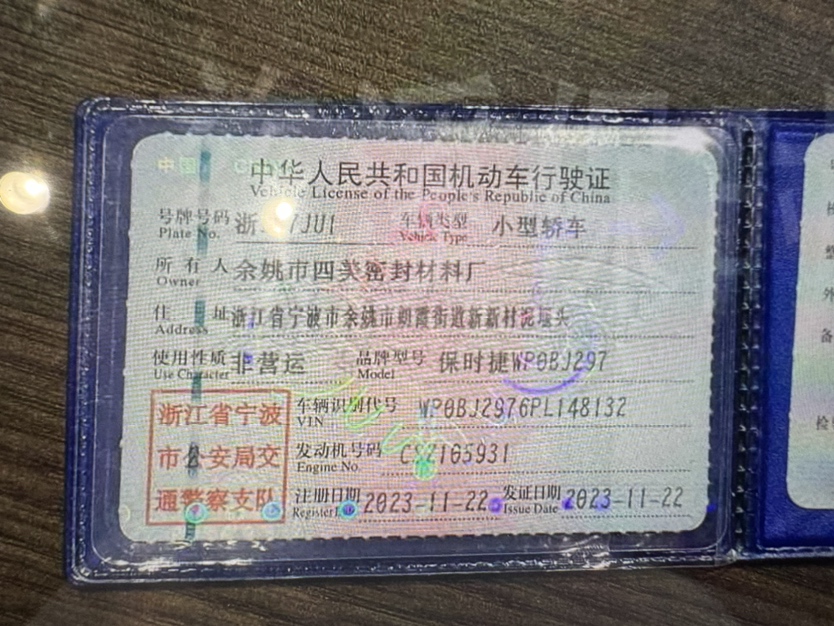 中华人民共和国机动车行驶证
Vehicle License of the People's Republic of China
号牌号码 浙 7JU1 车辆类型 小型轿车
Plate No. Vehicle Type
所有人 余姚市四美密封材料厂
Owner
住址 浙江省宁波市余姚市朗霞街道新新村泥堰头
Address
使用性质 非营运 品牌型号 保时捷WP0BJ297
Use Character Model
浙江省宁波
市公安局交
通警察支队
车辆识别代号 WP0BJ2976PL148132
VIN
发动机号码 165931
Engine No.
注册日期 2023-11-22 发证日期 2023-11-22
Register Issue Date